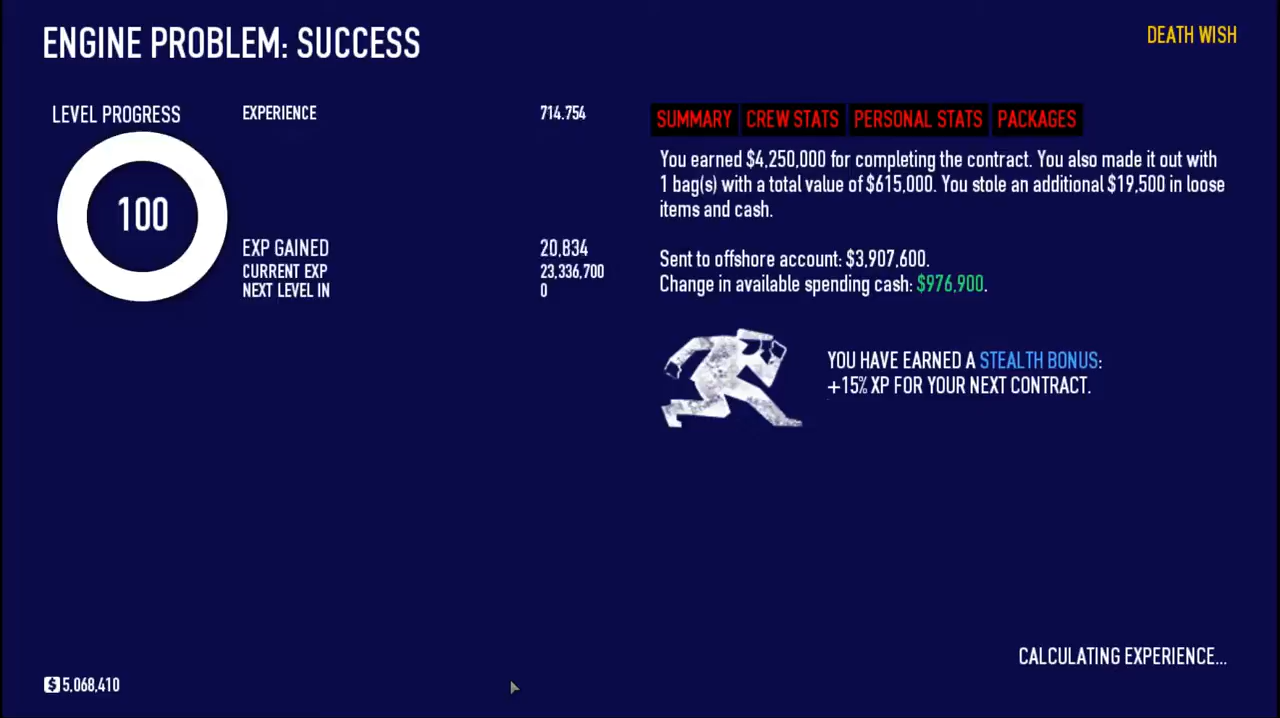 ENGINE PROBLEM: SUCCESS
DEATH WISH
LEVEL PROGRESS
100
EXPERIENCE 714.754
EXP GAINED 20,834
CURRENT EXP 23,336,700
NEXT LEVEL IN 0
SUMMARY CREW STATS PERSONAL STATS PACKAGES
You earned $4,250,000 for completing the contract. You also made it out with
1 bag(s) with a total value of $615,000. You stole an additional $19,500 in loose
items and cash.
Sent to offshore account: $3,907,600.
Change in available spending cash: $976,900.
YOU HAVE EARNED A STEALTH BONUS:
+15% XP FOR YOUR NEXT CONTRACT.
CALCULATING EXPERIENCE...
$ 5,068,410